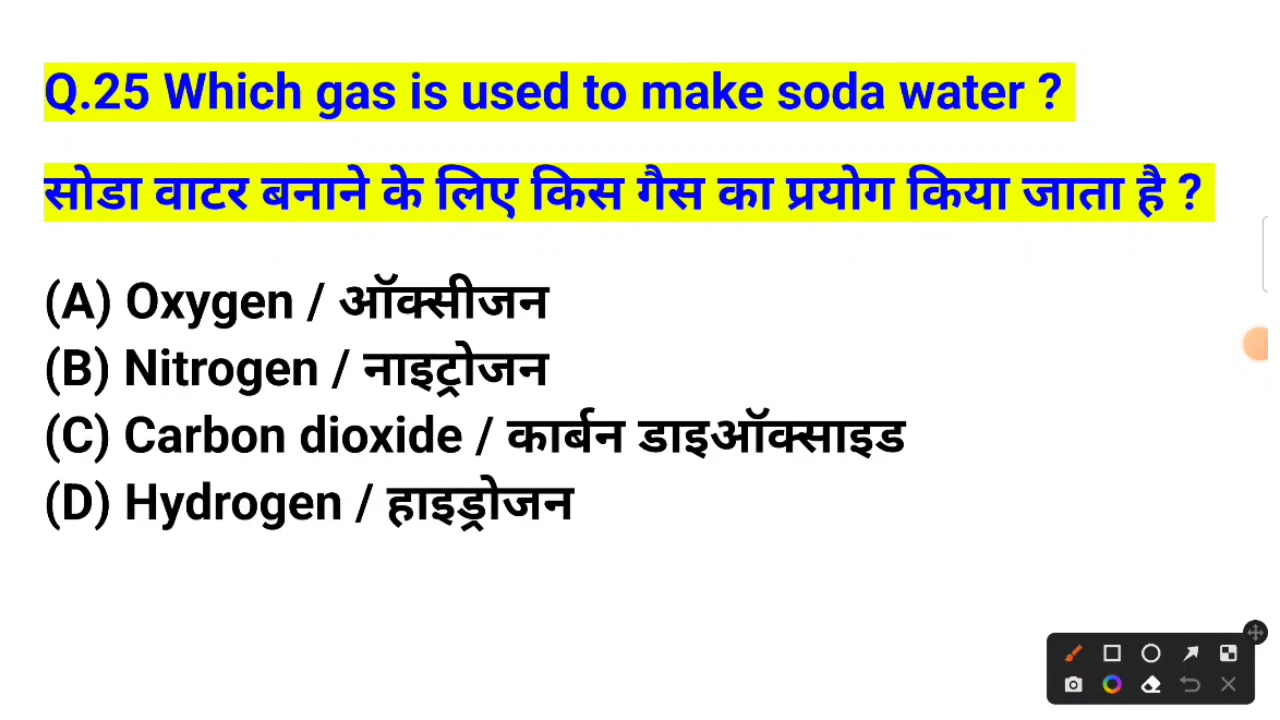 Q.25 Which gas is used to make soda water ?
सोडा वाटर बनाने के लिए किस गैस का प्रयोग किया जाता है ?
(A) Oxygen / ऑक्सीजन
(B) Nitrogen / नाइट्रोजन
(C) Carbon dioxide / कार्बन डाइऑक्साइड
(D) Hydrogen / हाइड्रोजन